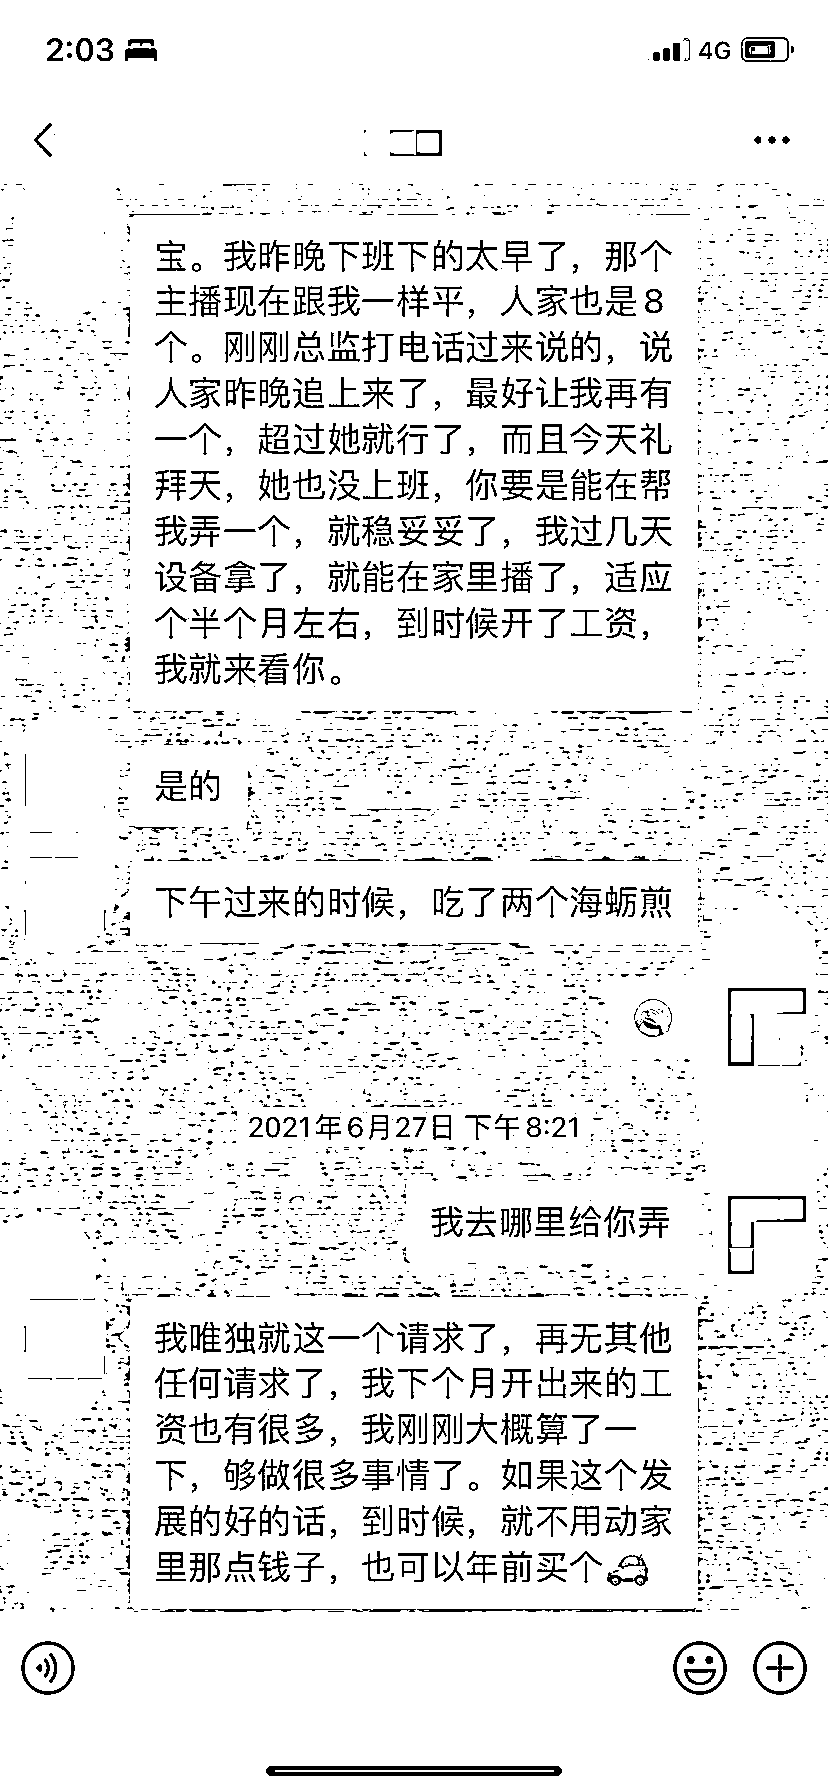 2:03
4G
宝。我昨晚下班下的太早了，那个
主播现在跟我一样平，人家也是8
个。刚刚总监打电话过来说的，说
人家昨晚追上来了，最好让我再有
一个，超过她就行了，而且今天礼
拜天，她也没上班，你要是能在帮
我弄一个，就稳妥妥了，我过几天
设备拿了，就能在家里播了，适应
个半个月左右，到时候开了工资，
我就来看你。
是的
下午过来的时候，吃了两个海蛎煎
2021年6月27日 下午8:21
我去哪里给你弄
我唯独就这一个请求了，再无其他
任何请求了，我下个月开出来的工
资也有很多，我刚刚大概算了一
下，够做很多事情了。如果这个发
展的好的话，到时候，就不用动家
里那点钱子，也可以年前买个🚗